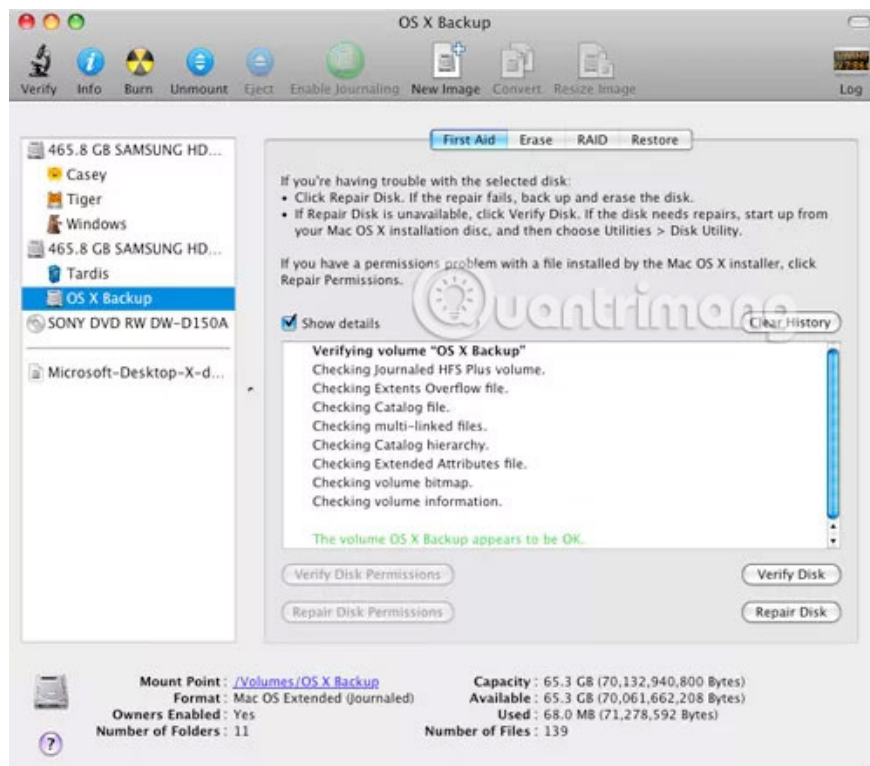 OS X Backup
Verify Info Burn Unmount Eject Enable Journaling New Image Convert Resize Image Log
465.8 GB SAMSUNG HD...
Casey
Tiger
Windows
465.8 GB SAMSUNG HD...
Tardis
OS X Backup
SONY DVD RW DW-D150A
Microsoft-Desktop-X-d...
First Aid Erase RAID Restore
If you're having trouble with the selected disk:
• Click Repair Disk. If the repair fails, back up and erase the disk.
• If Repair Disk is unavailable, click Verify Disk. If the disk needs repairs, start up from
your Mac OS X installation disc, and then choose Utilities > Disk Utility.
If you have a permissions problem with a file installed by the Mac OS X installer, click
Repair Permissions.
Quantrimang
Show details Clear History
Verifying volume “OS X Backup”
Checking Journaled HFS Plus volume.
Checking Extents Overflow file.
Checking Catalog file.
Checking multi-linked files.
Checking Catalog hierarchy.
Checking Extended Attributes file.
Checking volume bitmap.
Checking volume information.
The volume OS X Backup appears to be OK.
Verify Disk Permissions Verify Disk
Repair Disk Permissions Repair Disk
Mount Point : /Volumes/OS X Backup
Format : Mac OS Extended (Journaled)
Owners Enabled : Yes
Number of Folders : 11
Capacity : 65.3 GB (70,132,940,800 Bytes)
Available : 65.3 GB (70,061,662,208 Bytes)
Used : 68.0 MB (71,278,592 Bytes)
Number of Files : 139
?